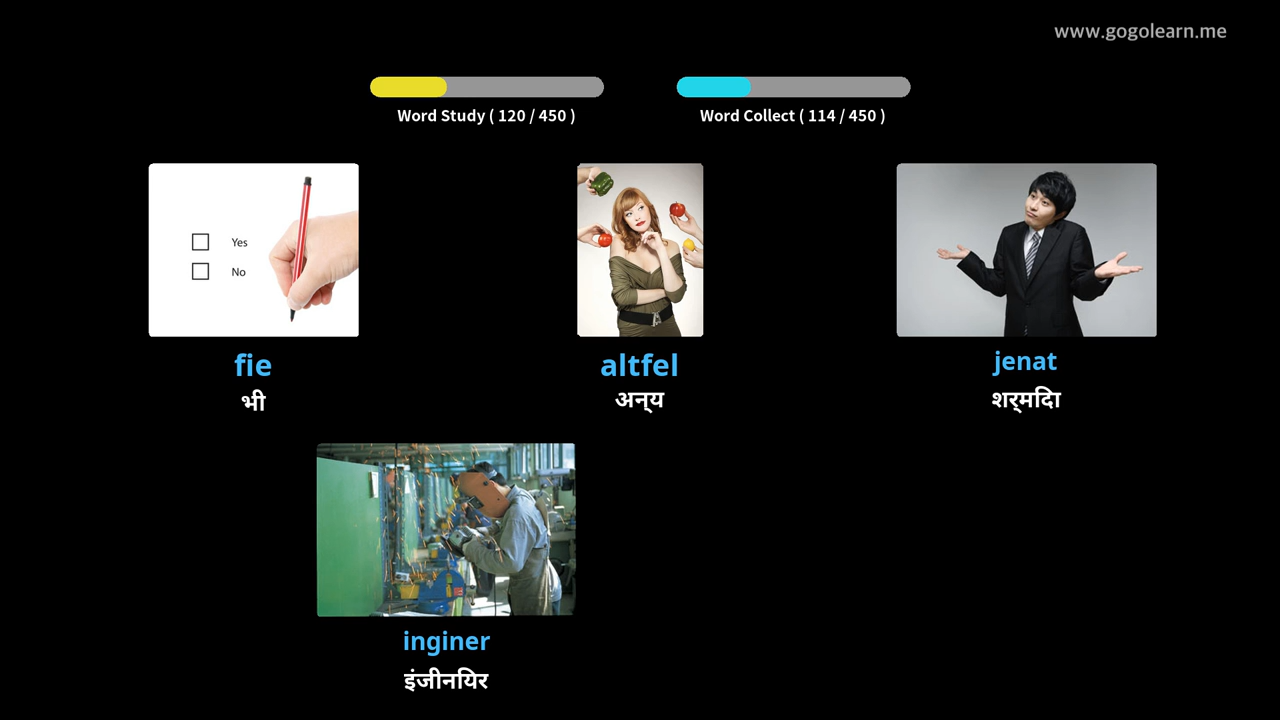 www.gogolearn.me
Word Study ( 120 / 450 )
Word Collect ( 114 / 450 )
Yes
No
fie
भी
altfel
अन्य
jenat
शर्मिंदा
inginer
इंजीनियर